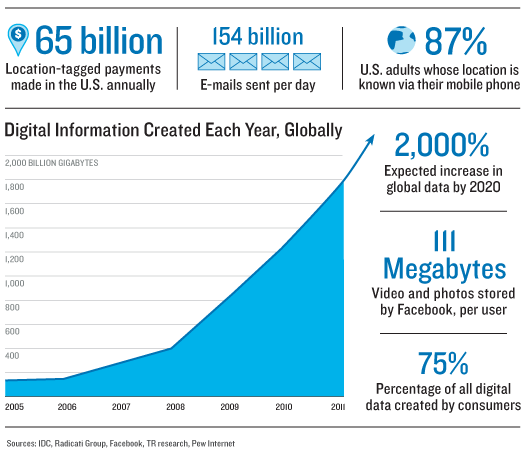 65 billion
Location-tagged payments
made in the U.S. annually
154 billion
E-mails sent per day
87%
U.S. adults whose location is
known via their mobile phone
Digital Information Created Each Year, Globally
2,000 BILLION GIGABYTES
1,800
1,600
1,400
1,200
1,000
800
600
400
2005 2006 2007 2008 2009 2010 2011
2,000%
Expected increase in
global data by 2020
111
Megabytes
Video and photos stored
by Facebook, per user
75%
Percentage of all digital
data created by consumers
Sources: IDC, Radicati Group, Facebook, TR research, Pew Internet